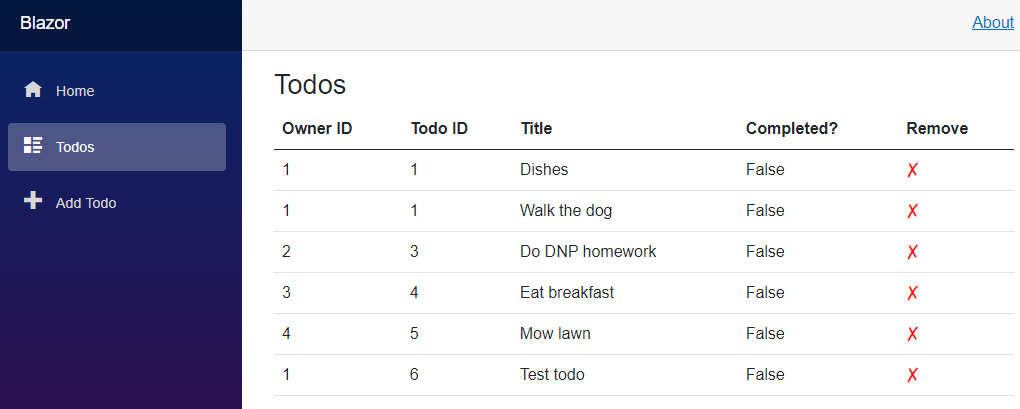 Blazor
About
Home
Todos
Add Todo
Todos
Owner ID Todo ID Title Completed? Remove
1 1 Dishes False ✗
1 1 Walk the dog False ✗
2 3 Do DNP homework False ✗
3 4 Eat breakfast False ✗
4 5 Mow lawn False ✗
1 6 Test todo False ✗